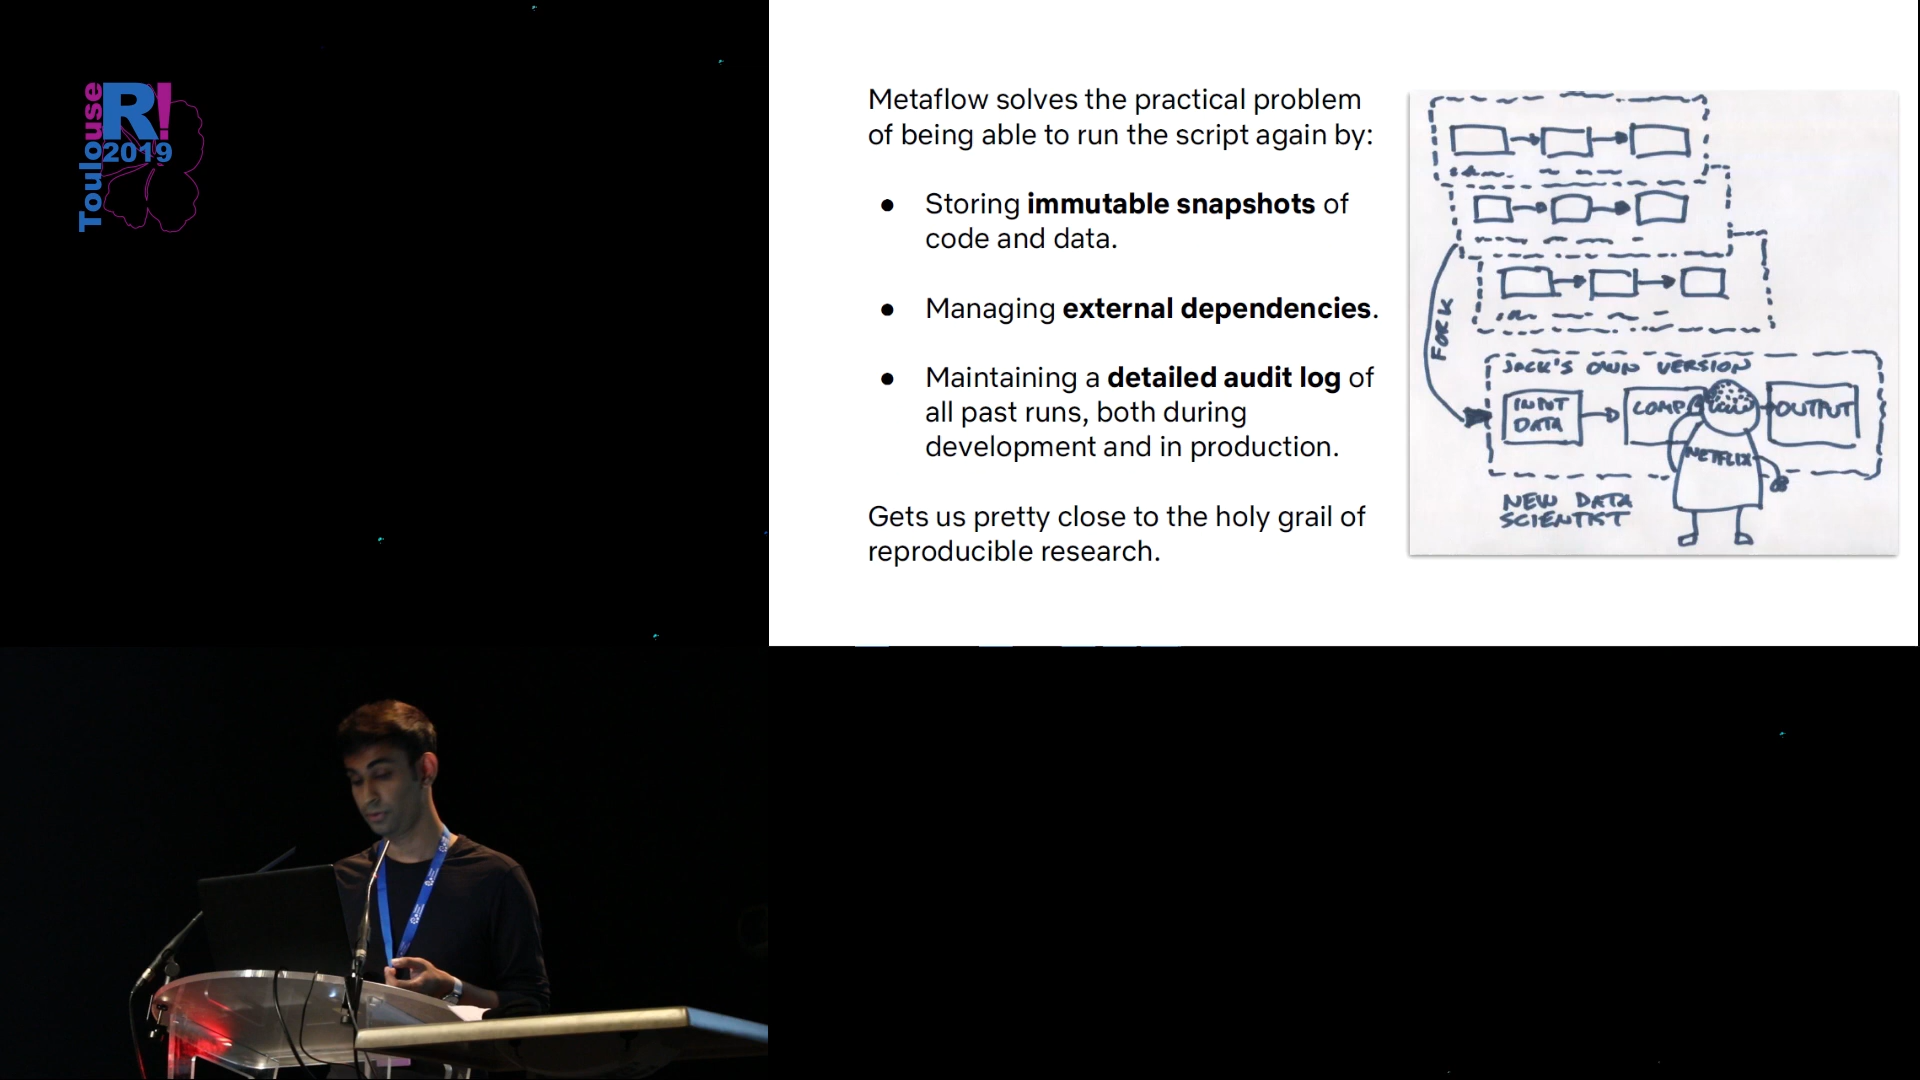 Toulouse
R!
2019
Metaflow solves the practical problem
of being able to run the script again by:
● Storing immutable snapshots of
code and data.
● Managing external dependencies.
● Maintaining a detailed audit log of
all past runs, both during
development and in production.
Gets us pretty close to the holy grail of
reproducible research.
FORK
JACK'S OWN VERSION
INPUT
DATA
COMP
OUTPUT
NETFLIX
NEW DATA
SCIENTIST